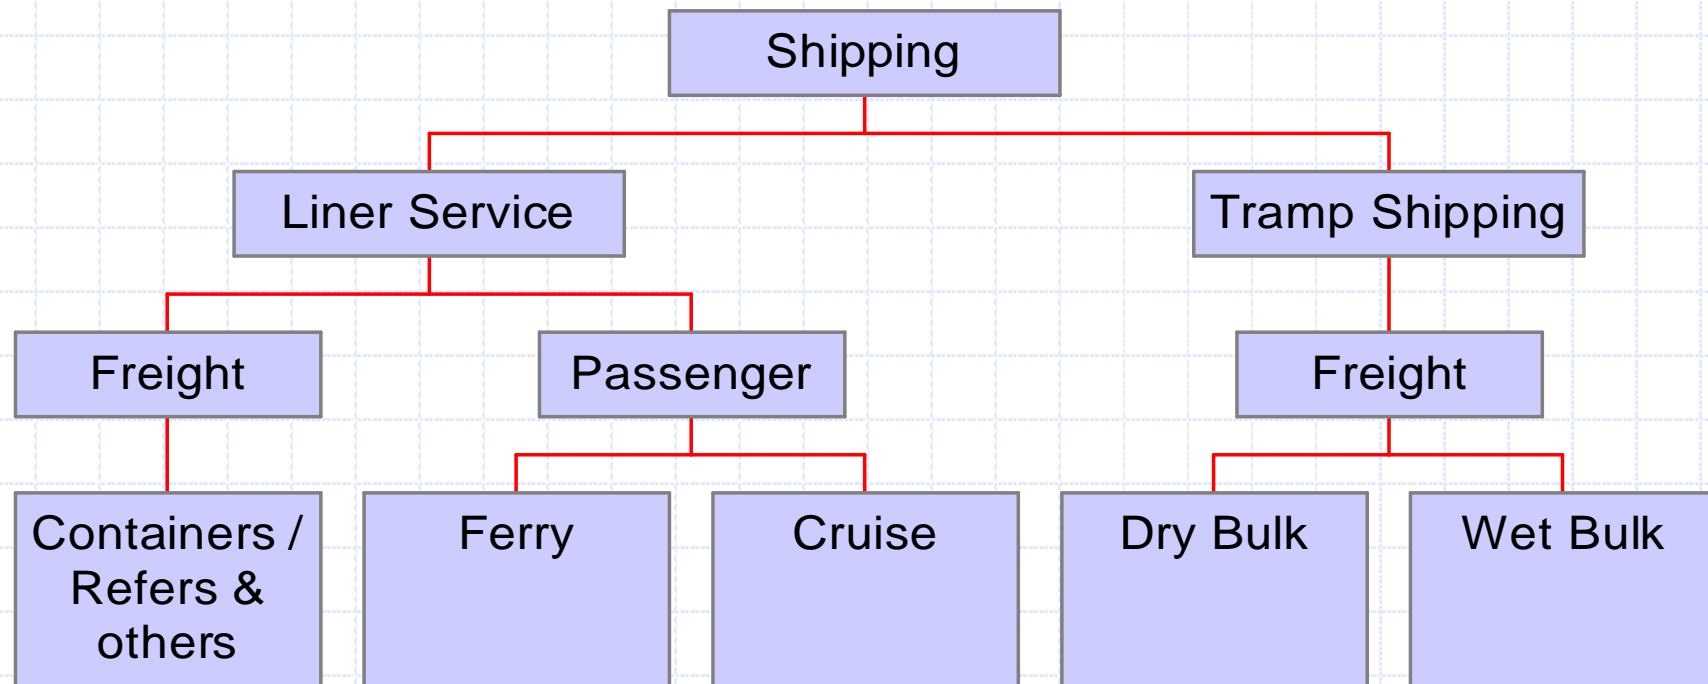 Shipping
Liner Service
Tramp Shipping
Freight
Passenger
Freight
Containers /
Refers &
others
Ferry
Cruise
Dry Bulk
Wet Bulk